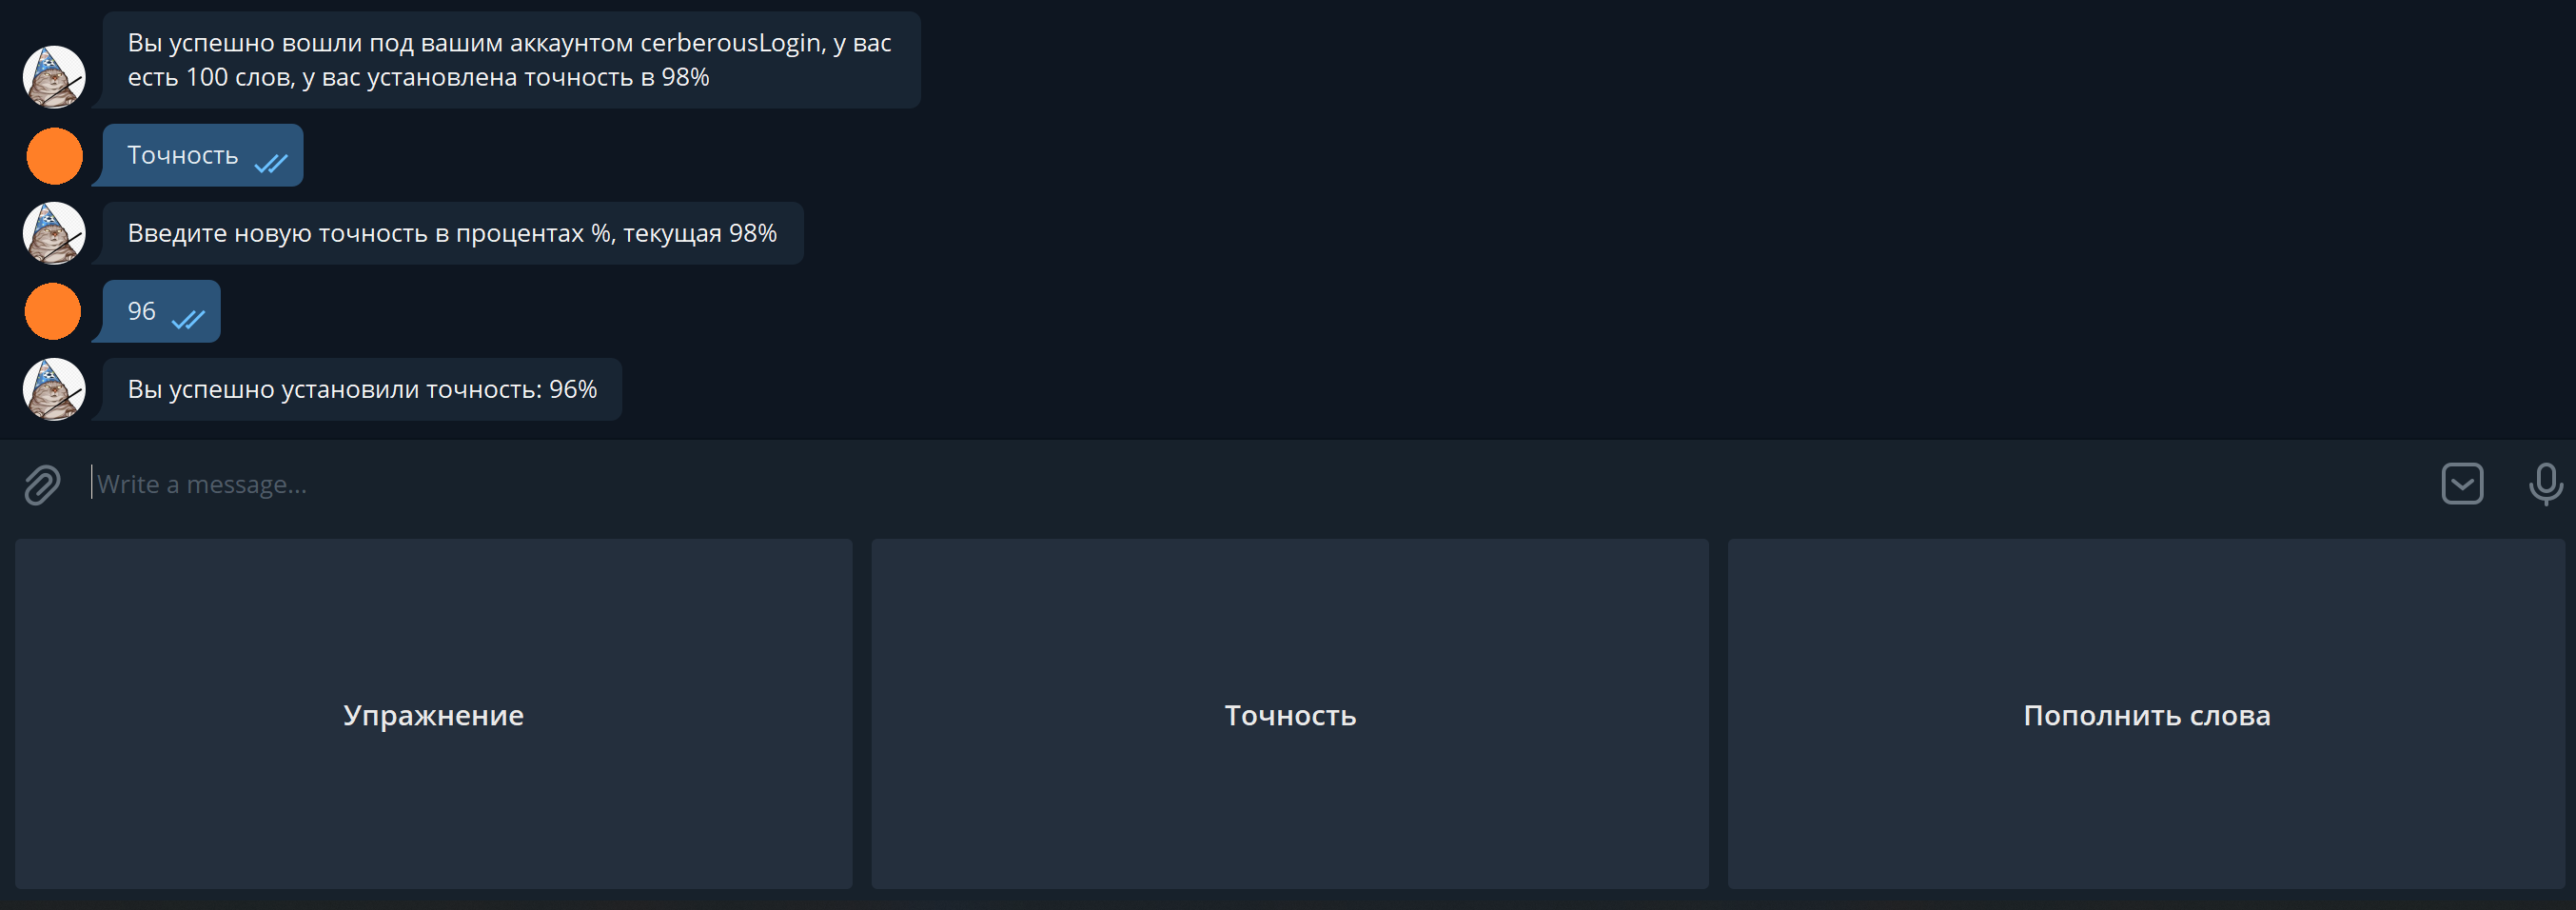 Вы успешно вошли под вашим аккаунтом cerberousLogin, у вас
есть 100 слов, у вас установлена точность в 98%
Точность
Введите новую точность в процентах %, текущая 98%
96
Вы успешно установили точность: 96%
Write a message...
Упражнение
Точность
Пополнить слова